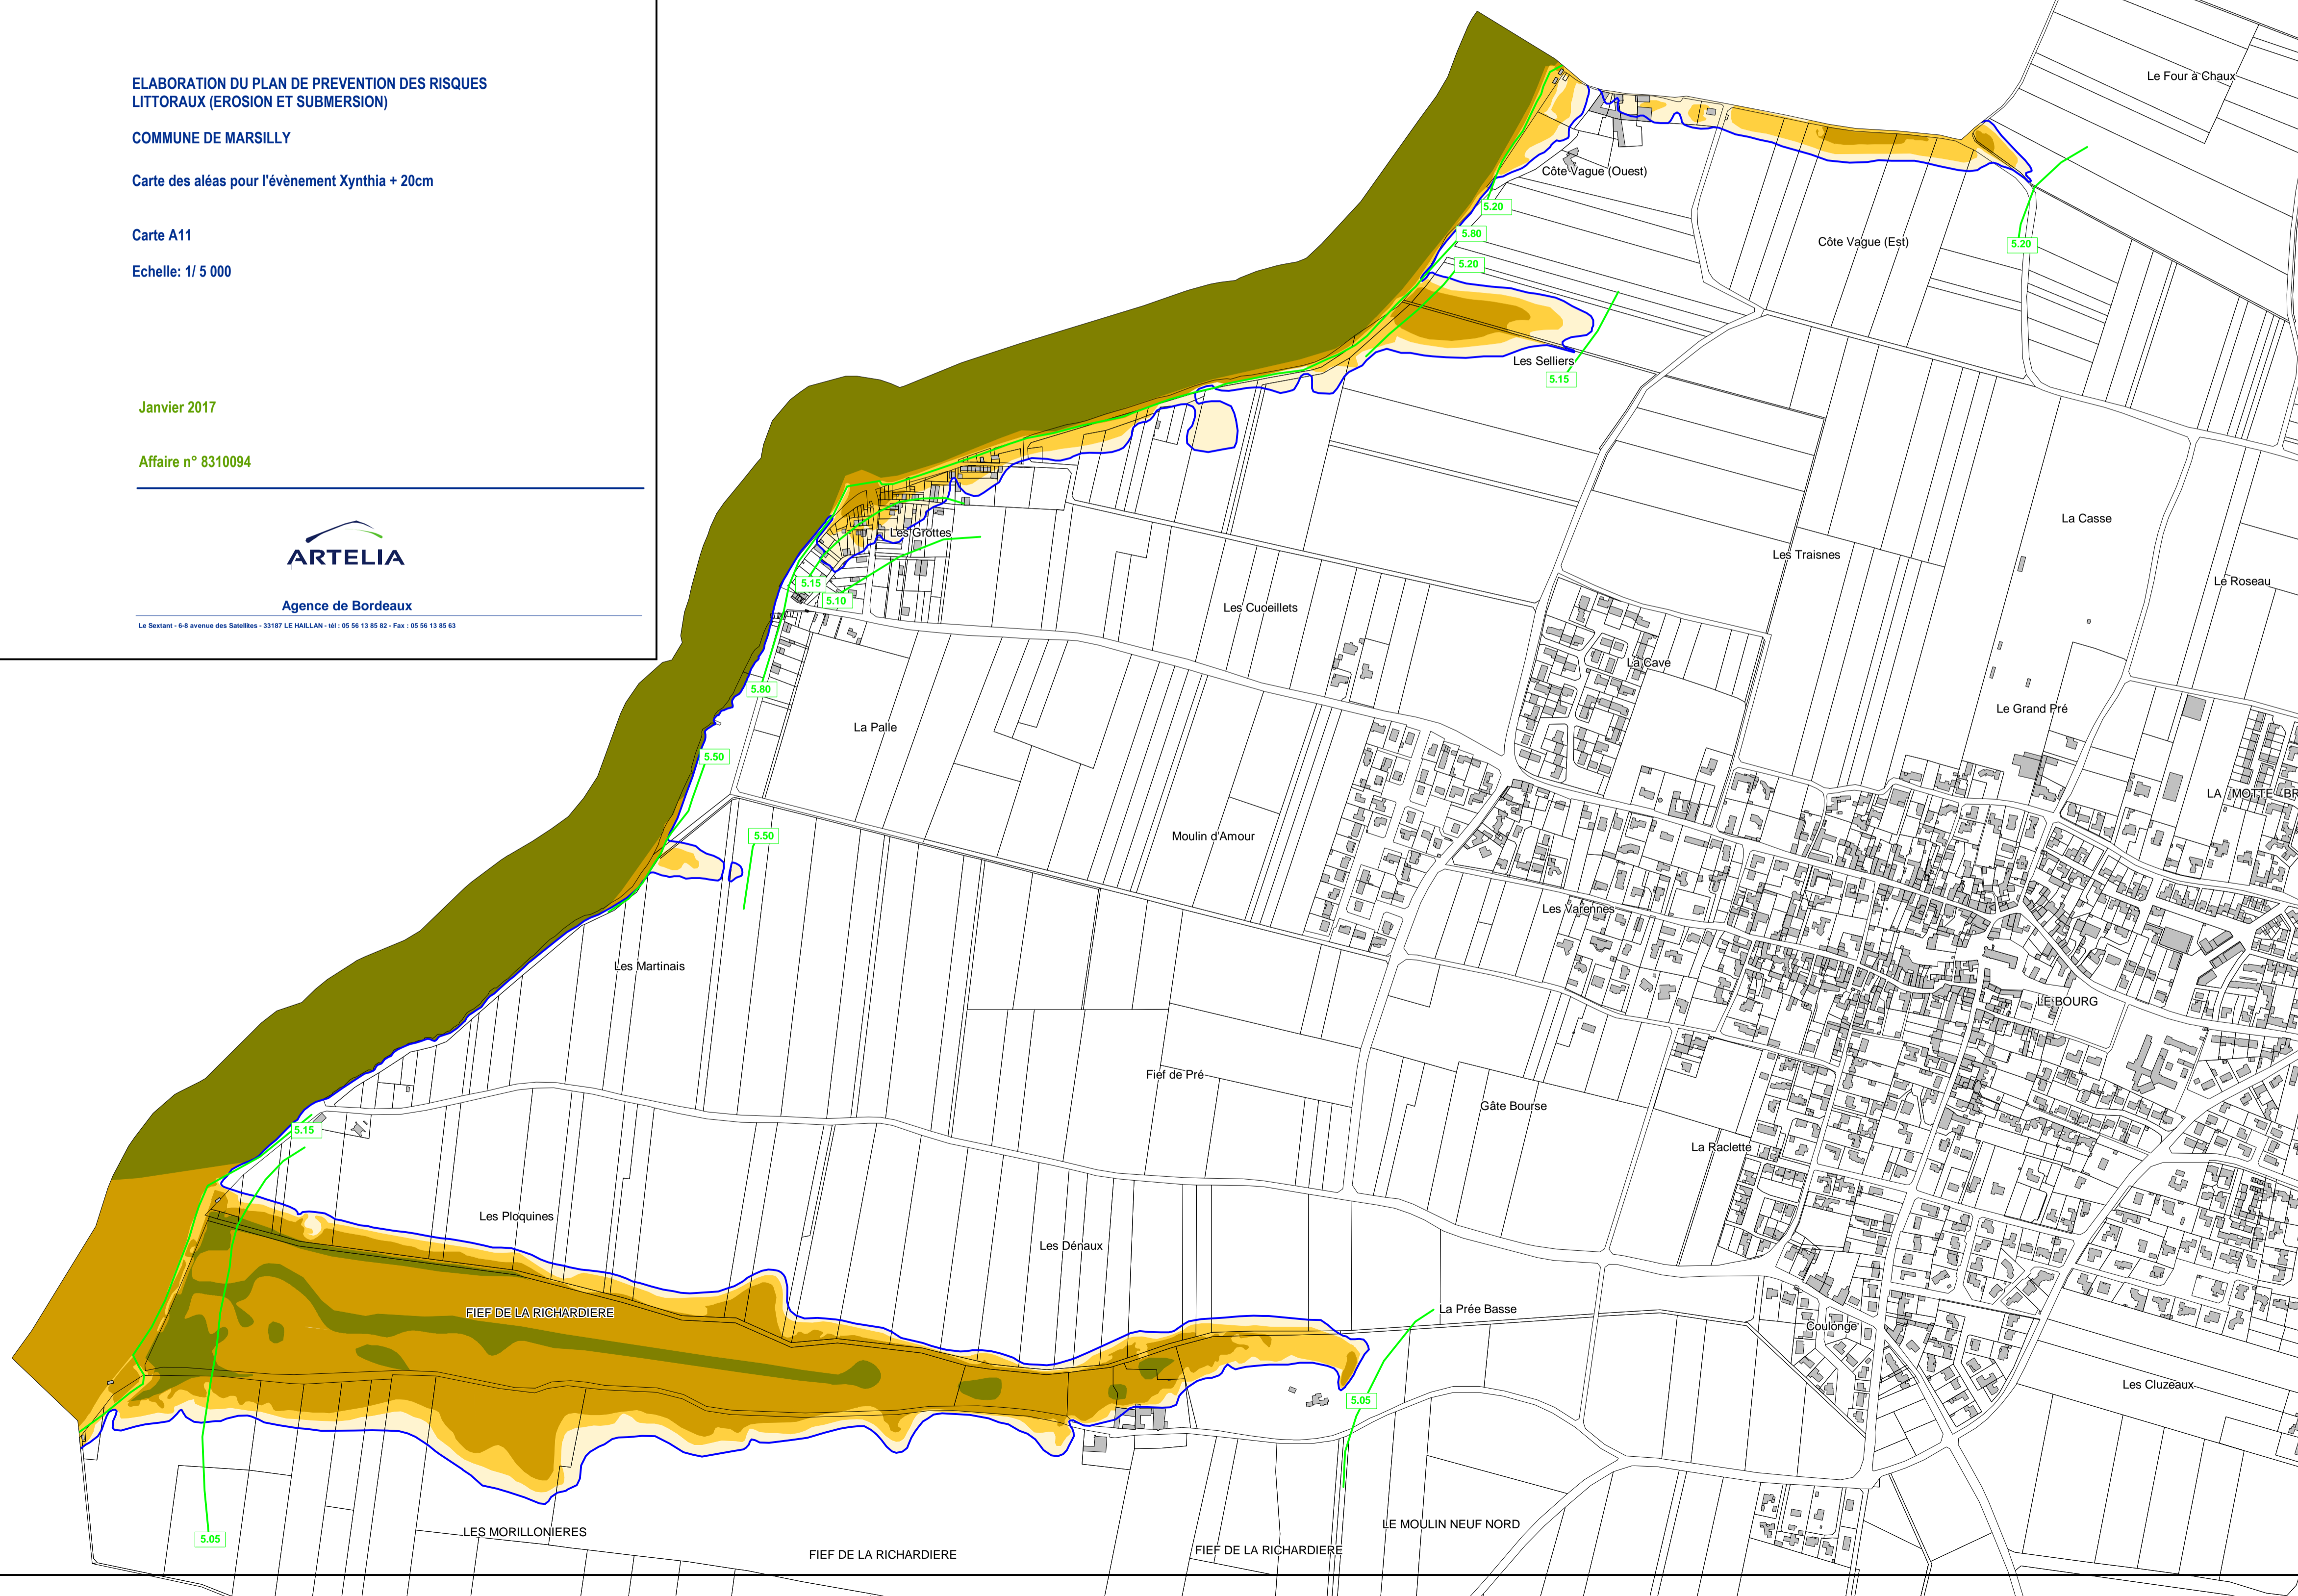 ELABORATION DU PLAN DE PREVENTION DES RISQUES
LITTORAUX (EROSION ET SUBMERSION)
COMMUNE DE MARSILLY
Carte des aléas pour l'évènement Xynthia + 20cm
Carte A11
Echelle: 1/ 5 000
Janvier 2017
Affaire n° 8310094
ARTELIA
Agence de Bordeaux
Le Sextant - 6-8 avenue des Satellites - 33187 LE HAILLAN - tél : 05 56 13 85 82 - Fax : 05 56 13 85 63
Le Four à Chaux
Côte Vague (Ouest)
5.20
5.80
Côte Vague (Est)
5.20
5.20
Les Selliers
5.15
La Casse
Les Grottes
Les Traisnes
5.15
Le Roseau
5.10
Les Cuoeillets
La Cave
5.80
Le Grand Pré
La Palle
5.50
LA MOTTE BR
5.50
Moulin d'Amour
Les Varennes
Les Martinais
LE BOURG
Fief de Pré
Gâte Bourse
5.15
La Raclette
Les Ploquines
Les Dénaux
FIEF DE LA RICHARDIERE
La Prée Basse
Coulonge
Les Cluzeaux
5.05
LE MOULIN NEUF NORD
LES MORILLONIERES
5.05
FIEF DE LA RICHARDIERE
FIEF DE LA RICHARDIERE